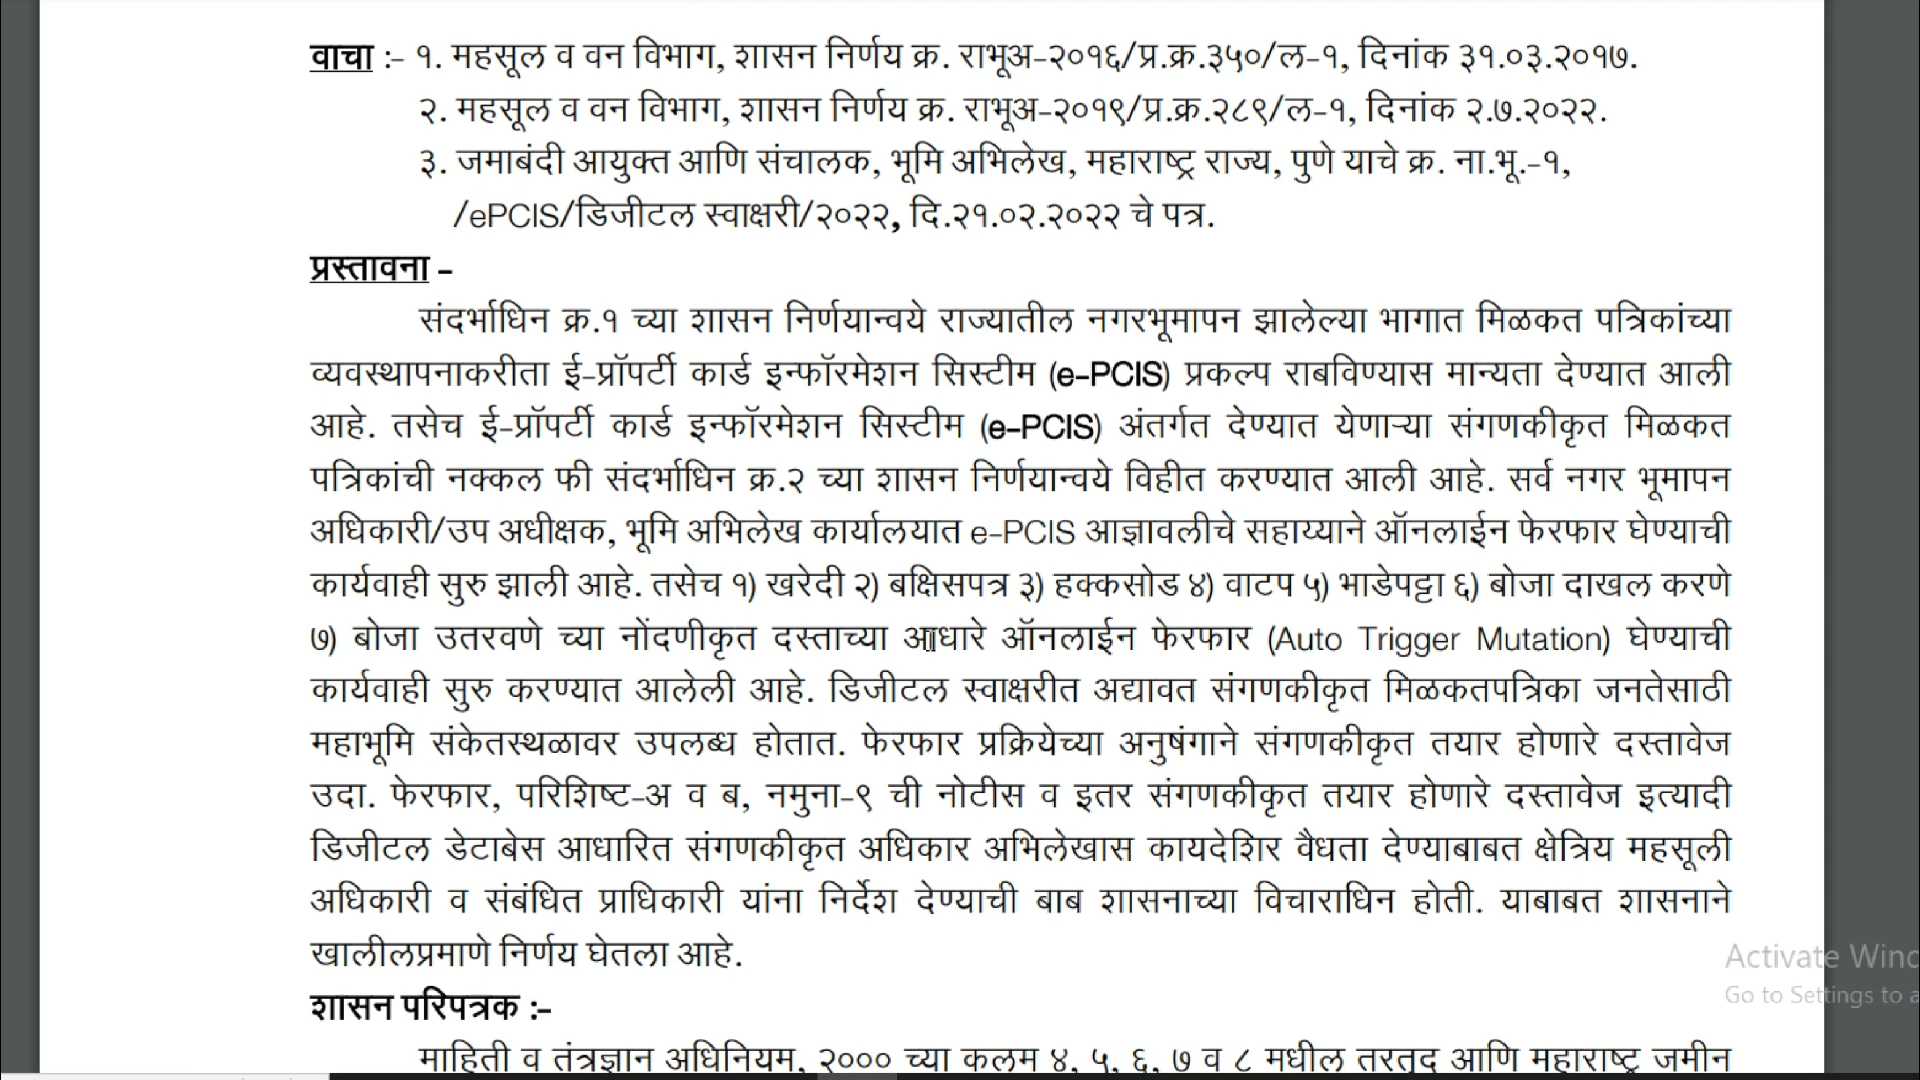 वाचा :- १. महसूल व वन विभाग, शासन निर्णय क्र. राभूअ-२०१६/प्र.क्र.३५०/ल-१, दिनांक ३१.०३.२०१७.
२. महसूल व वन विभाग, शासन निर्णय क्र. राभूअ-२०१९/प्र.क्र.२८९/ल-१, दिनांक २.७.२०२२.
३. जमाबंदी आयुक्त आणि संचालक, भूमि अभिलेख, महाराष्ट्र राज्य, पुणे याचे क्र. ना.भू.-१,
/ePCIS/डिजीटल स्वाक्षरी/२०२२, दि.२१.०२.२०२२ चे पत्र.
प्रस्तावना -
संदर्भाधिन क्र.१ च्या शासन निर्णयान्वये राज्यातील नगरभूमापन झालेल्या भागात मिळकत पत्रिकांच्या
व्यवस्थापनाकरीता ई-प्रॉपर्टी कार्ड इन्फॉरमेशन सिस्टीम (e-PCIS) प्रकल्प राबविण्यास मान्यता देण्यात आली
आहे. तसेच ई-प्रॉपर्टी कार्ड इन्फॉरमेशन सिस्टीम (e-PCIS) अंतर्गत देण्यात येणाऱ्या संगणकीकृत मिळकत
पत्रिकांची नक्कल फी संदर्भाधिन क्र.२ च्या शासन निर्णयान्वये विहीत करण्यात आली आहे. सर्व नगर भूमापन
अधिकारी/उप अधीक्षक, भूमि अभिलेख कार्यालयात e-PCIS आज्ञावलीचे सहाय्याने ऑनलाईन फेरफार घेण्याची
कार्यवाही सुरु झाली आहे. तसेच १) खरेदी २) बक्षिसपत्र ३) हक्कसोड ४) वाटप ५) भाडेपट्टा ६) बोजा दाखल करणे
७) बोजा उतरवणे च्या नोंदणीकृत दस्ताच्या आधारे ऑनलाईन फेरफार (Auto Trigger Mutation) घेण्याची
कार्यवाही सुरु करण्यात आलेली आहे. डिजीटल स्वाक्षरीत अद्यावत संगणकीकृत मिळकतपत्रिका जनतेसाठी
महाभूमि संकेतस्थळावर उपलब्ध होतात. फेरफार प्रक्रियेच्या अनुषंगाने संगणकीकृत तयार होणारे दस्तावेज
उदा. फेरफार, परिशिष्ट-अ व ब, नमुना-९ ची नोटीस व इतर संगणकीकृत तयार होणारे दस्तावेज इत्यादी
डिजीटल डेटाबेस आधारित संगणकीकृत अधिकार अभिलेखास कायदेशिर वैधता देण्याबाबत क्षेत्रिय महसूली
अधिकारी व संबंधित प्राधिकारी यांना निर्देश देण्याची बाब शासनाच्या विचाराधिन होती. याबाबत शासनाने
खालीलप्रमाणे निर्णय घेतला आहे.
शासन परिपत्रक :-
माहिती व तंत्रज्ञान अधिनियम, २००० च्या कलम ४, ५, ६, ७ व ८ मधील तरतुद आणि महाराष्ट्र जमीन
Activate Winc
Go to Settings to a